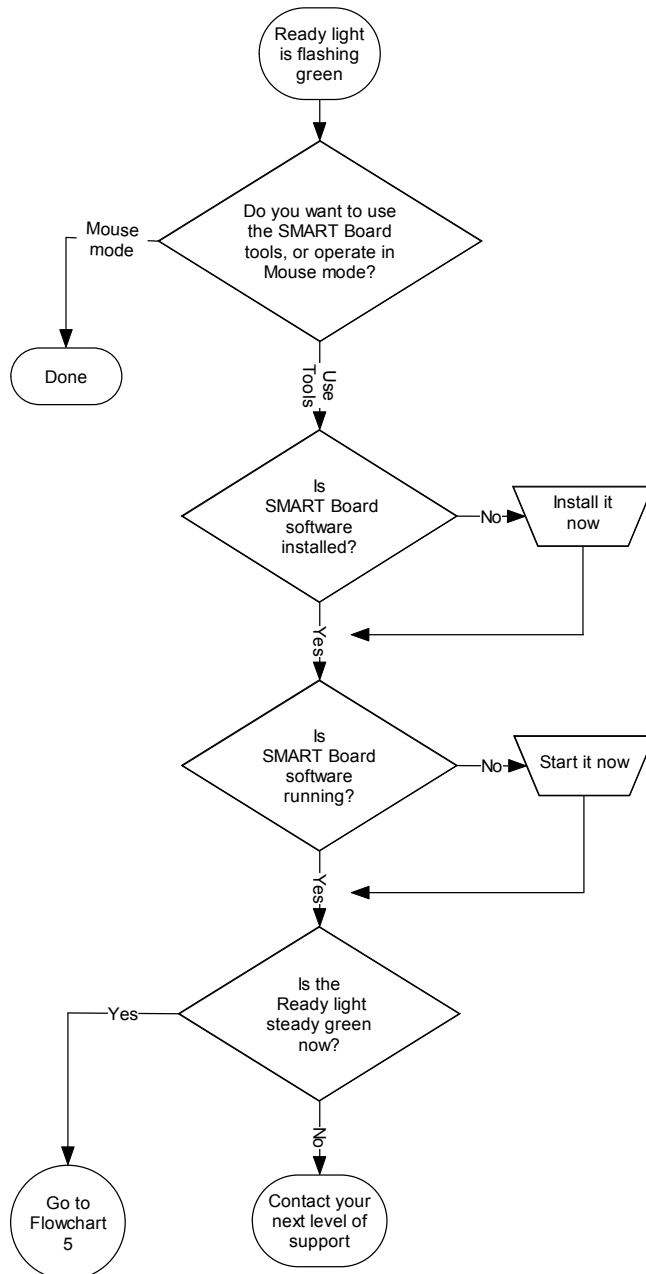 Ready light
is flashing
green
Do you want to use
the SMART Board
tools, or operate in
Mouse mode?
Mouse
mode
Done
Use
Tools
Is
SMART Board
software
installed?
No
Install it
now
Yes
Is
SMART Board
software
running?
No
Start it now
Yes
Is the
Ready light
steady green
now?
Yes
No
Go to
Flowchart
5
Contact your
next level of
support